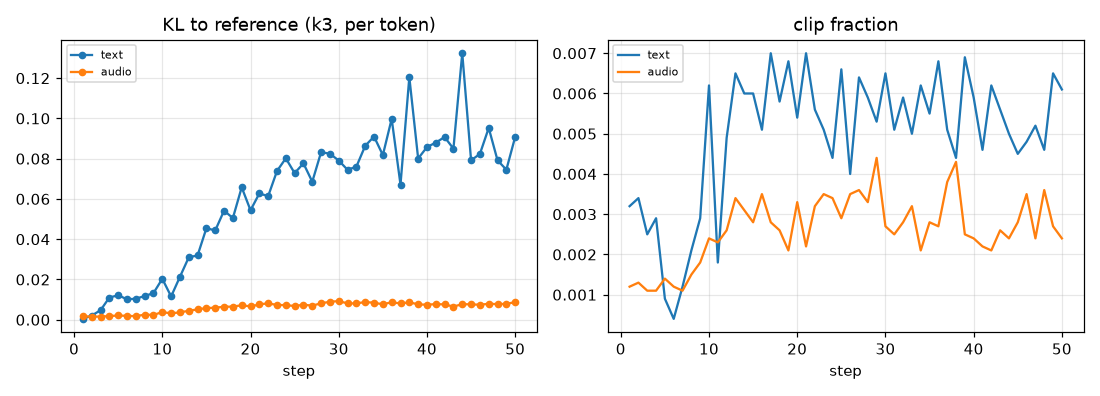 KL to reference (k3, per token)
text
audio
0.12
0.10
0.08
0.06
0.04
0.02
0.00
0 10 20 30 40 50
step
clip fraction
text
audio
0.007
0.006
0.005
0.004
0.003
0.002
0.001
0 10 20 30 40 50
step